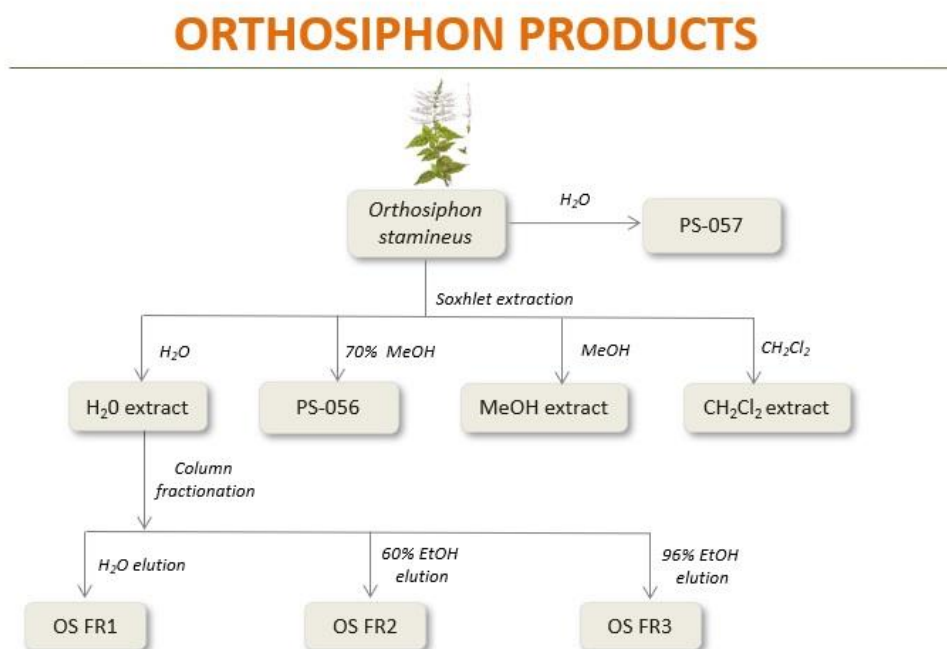 ORTHOSIPHON PRODUCTS
Orthosiphon
stamineus
H₂O
PS-057
Soxhlet extraction
H₂O
70% MeOH
MeOH
CH₂Cl₂
H₂0 extract
PS-056
MeOH extract
CH₂Cl₂ extract
Column
fractionation
H₂O elution
60% EtOH
elution
96% EtOH
elution
OS FR1
OS FR2
OS FR3